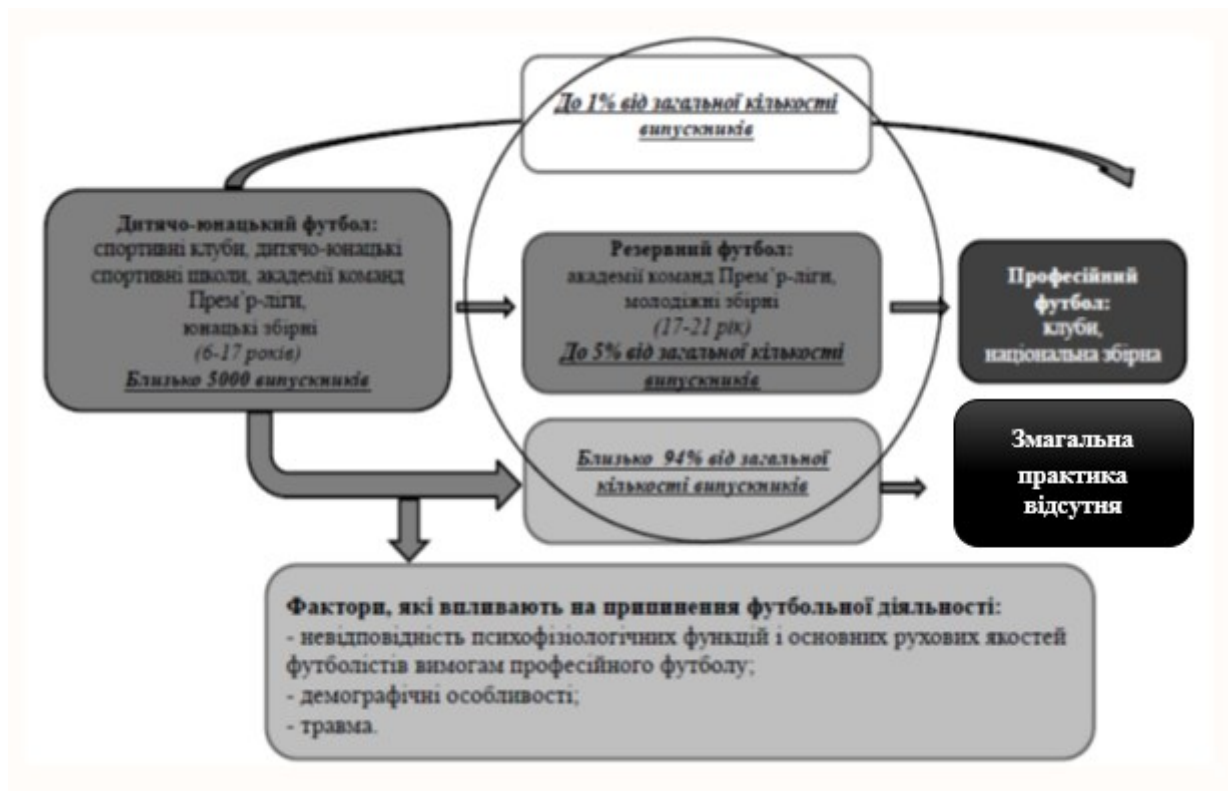 До 1% від загальної кількості
випускників
Дитячо-юнацький футбол:
спортивні клуби, дитячо-юнацькі
спортивні школи, академії команд
Прем`р-ліги,
юнацькі збірні
(6-17 років)
Близько 5000 випускників
Резервний футбол:
академії команд Прем`р-ліги,
молодіжні збірні
(17-21 рік)
До 5% від загальної кількості
випускників
Професійний
футбол:
клуби,
національна збірна
Близько 94% від загальної
кількості випускників
Змагальна
практика
відсутня
Фактори, які впливають на припинення футбольної діяльності:
- невідповідність психофізіологічних функцій і основних рухових якостей
футболістів вимогам професійного футболу;
- демографічні особливості;
- травма.